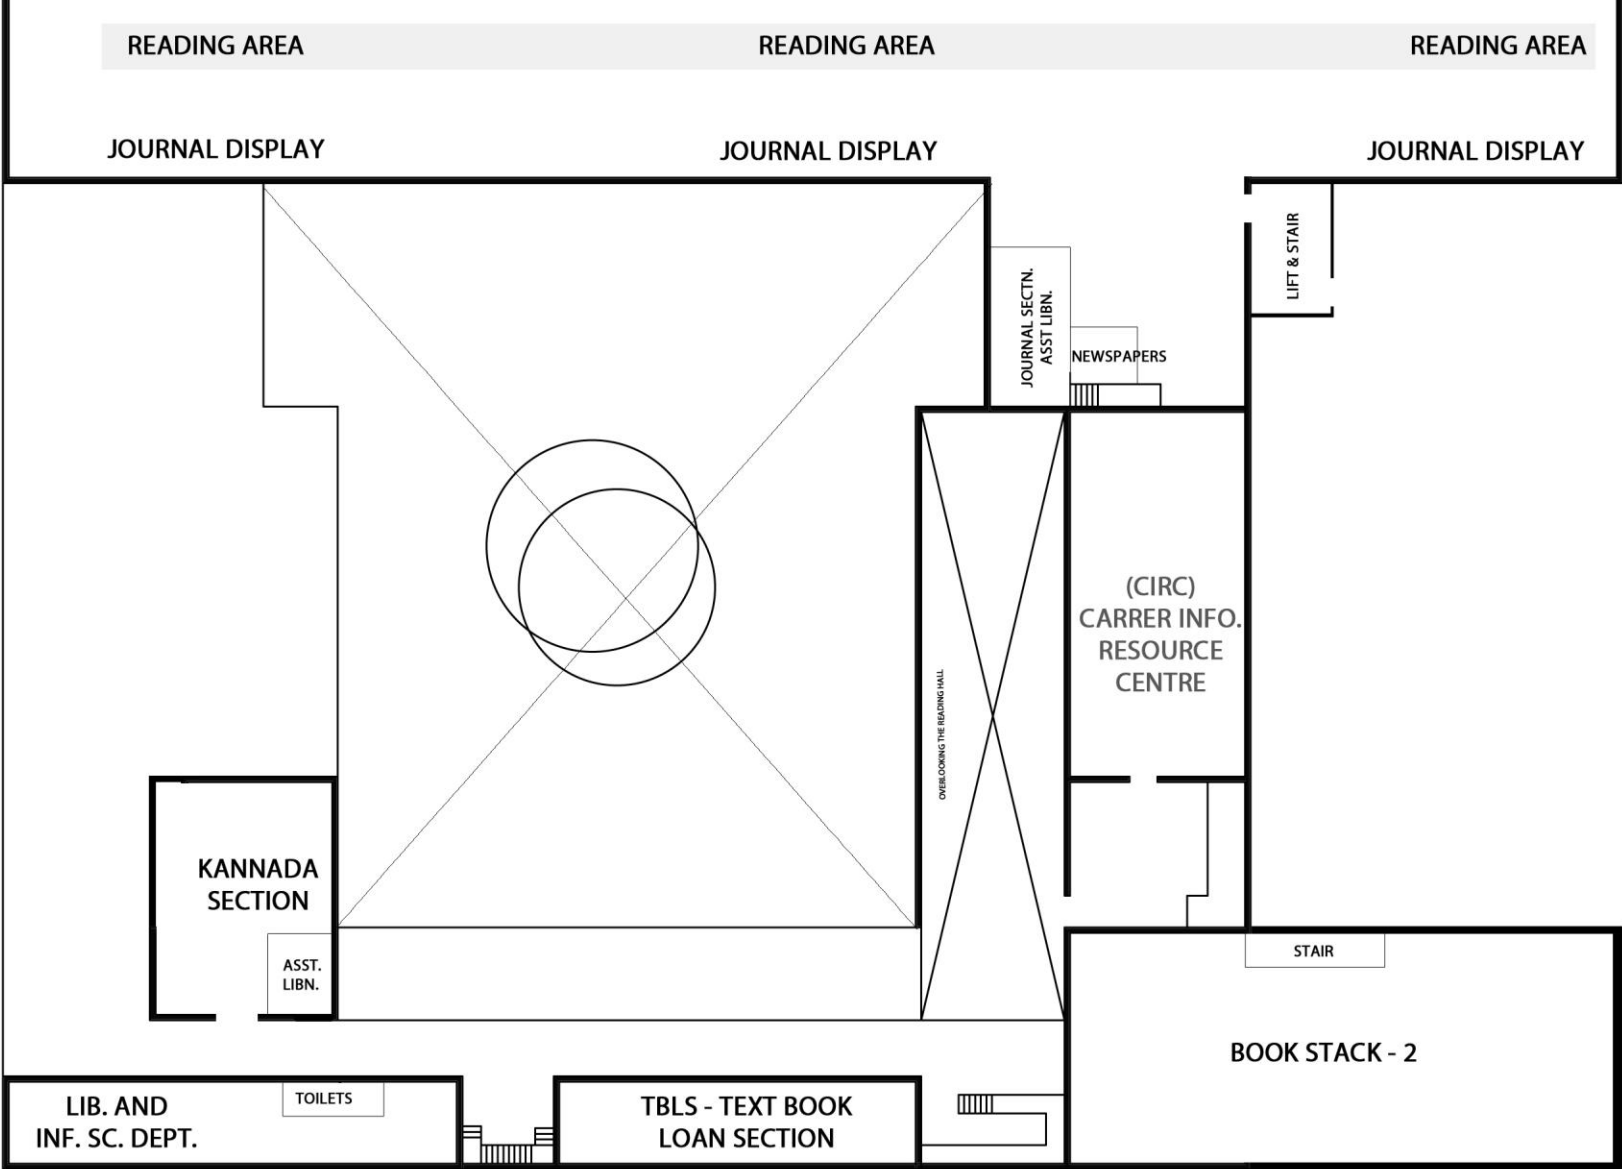 READING AREA
READING AREA
READING AREA
JOURNAL DISPLAY
JOURNAL DISPLAY
JOURNAL DISPLAY
LIFT & STAIR
JOURNAL SECTN.
ASST LIBN.
NEWSPAPERS
(CIRC)
CARRER INFO.
RESOURCE
CENTRE
OVERLOOKING THE READING HALL
KANNADA
SECTION
ASST.
LIBN.
STAIR
BOOK STACK - 2
LIB. AND
INF. SC. DEPT.
TOILETS
TBLS - TEXT BOOK
LOAN SECTION